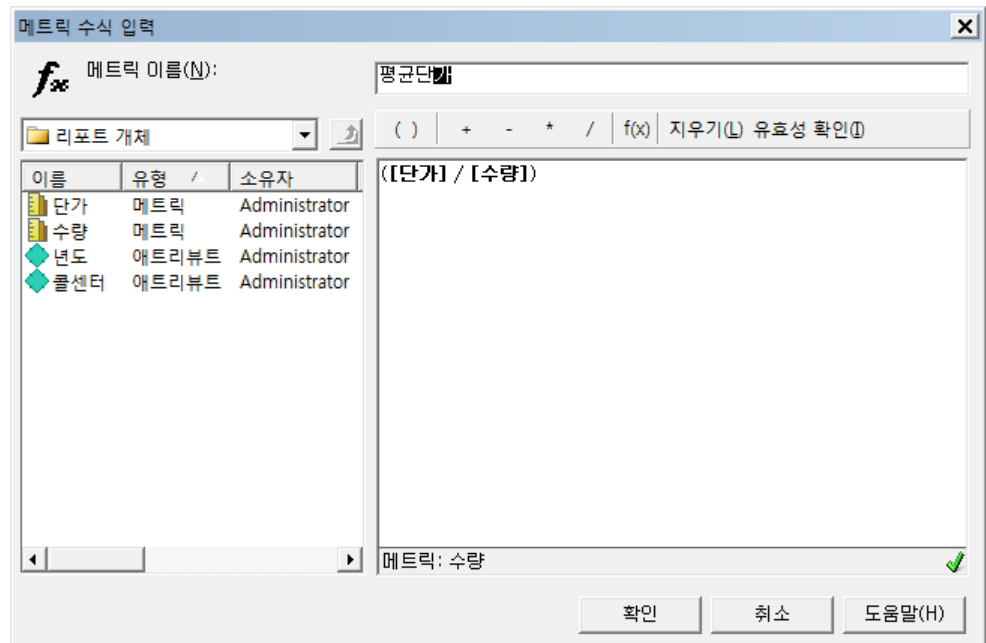 메트릭 수식 입력
메트릭 이름(N):
평균단가
리포트 개체
( ) + - * / f(x) 지우기(L) 유효성 확인(I)
이름 유형 소유자
단가 메트릭 Administrator
수량 메트릭 Administrator
년도 애트리뷰트 Administrator
콜센터 애트리뷰트 Administrator
([단가] / [수량])
메트릭: 수량
확인 취소 도움말(H)